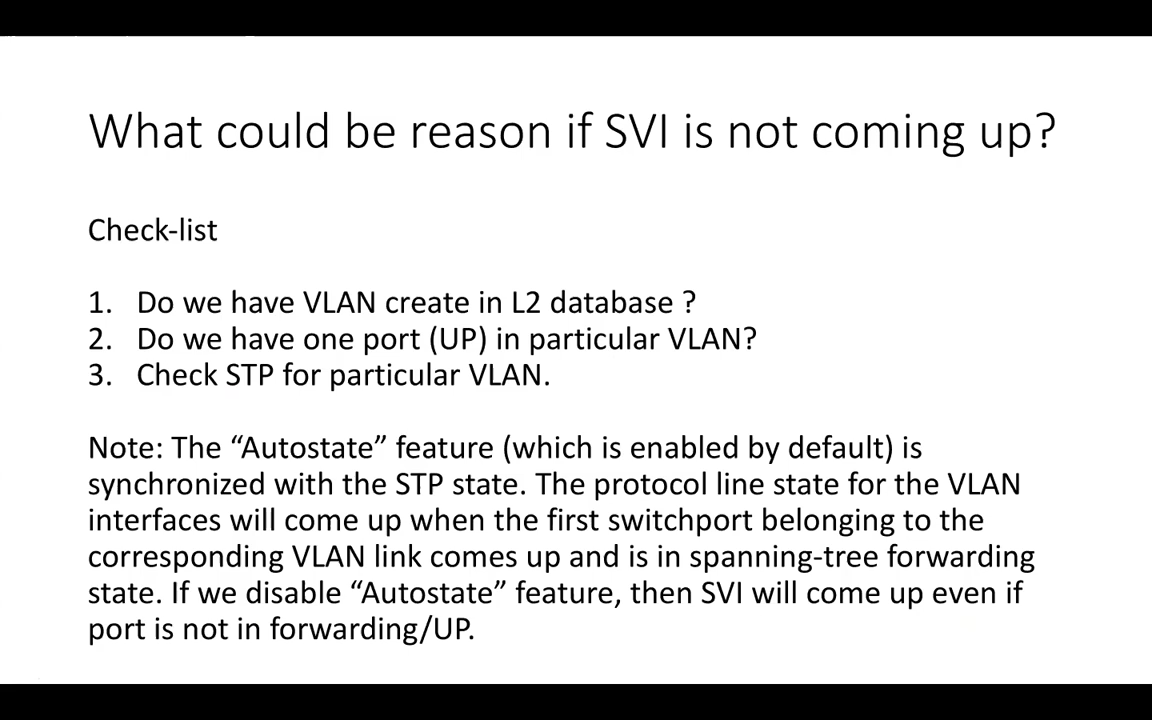 What could be reason if SVI is not coming up?
Check-list
1. Do we have VLAN create in L2 database ?
2. Do we have one port (UP) in particular VLAN?
3. Check STP for particular VLAN.
Note: The “Autostate” feature (which is enabled by default) is
synchronized with the STP state. The protocol line state for the VLAN
interfaces will come up when the first switchport belonging to the
corresponding VLAN link comes up and is in spanning-tree forwarding
state. If we disable “Autostate” feature, then SVI will come up even if
port is not in forwarding/UP.